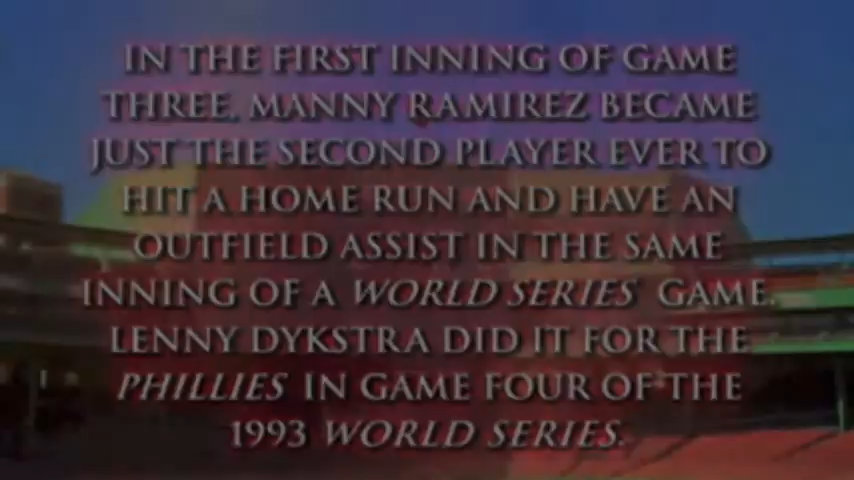 IN THE FIRST INNING OF GAME
THREE, MANNY RAMIREZ BECAME
JUST THE SECOND PLAYER EVER TO
HIT A HOME RUN AND HAVE AN
OUTFIELD ASSIST IN THE SAME
INNING OF A WORLD SERIES GAME.
LENNY DYKSTRA DID IT FOR THE
PHILLIES IN GAME FOUR OF THE
1993 WORLD SERIES.